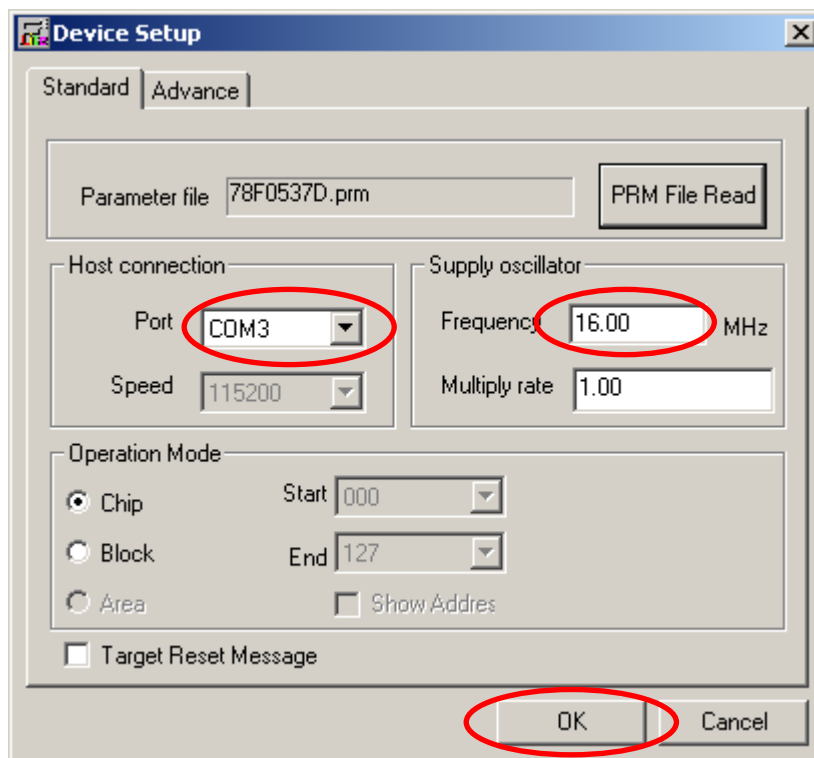 Device Setup
Standard Advance
Parameter file 78F0537D.prm PRM File Read
Host connection
Port COM3
Speed 115200
Supply oscillator
Frequency 16.00 MHz
Multiply rate 1.00
Operation Mode
Chip Start 000
Block End 127
Area Show Addres
Target Reset Message
OK Cancel